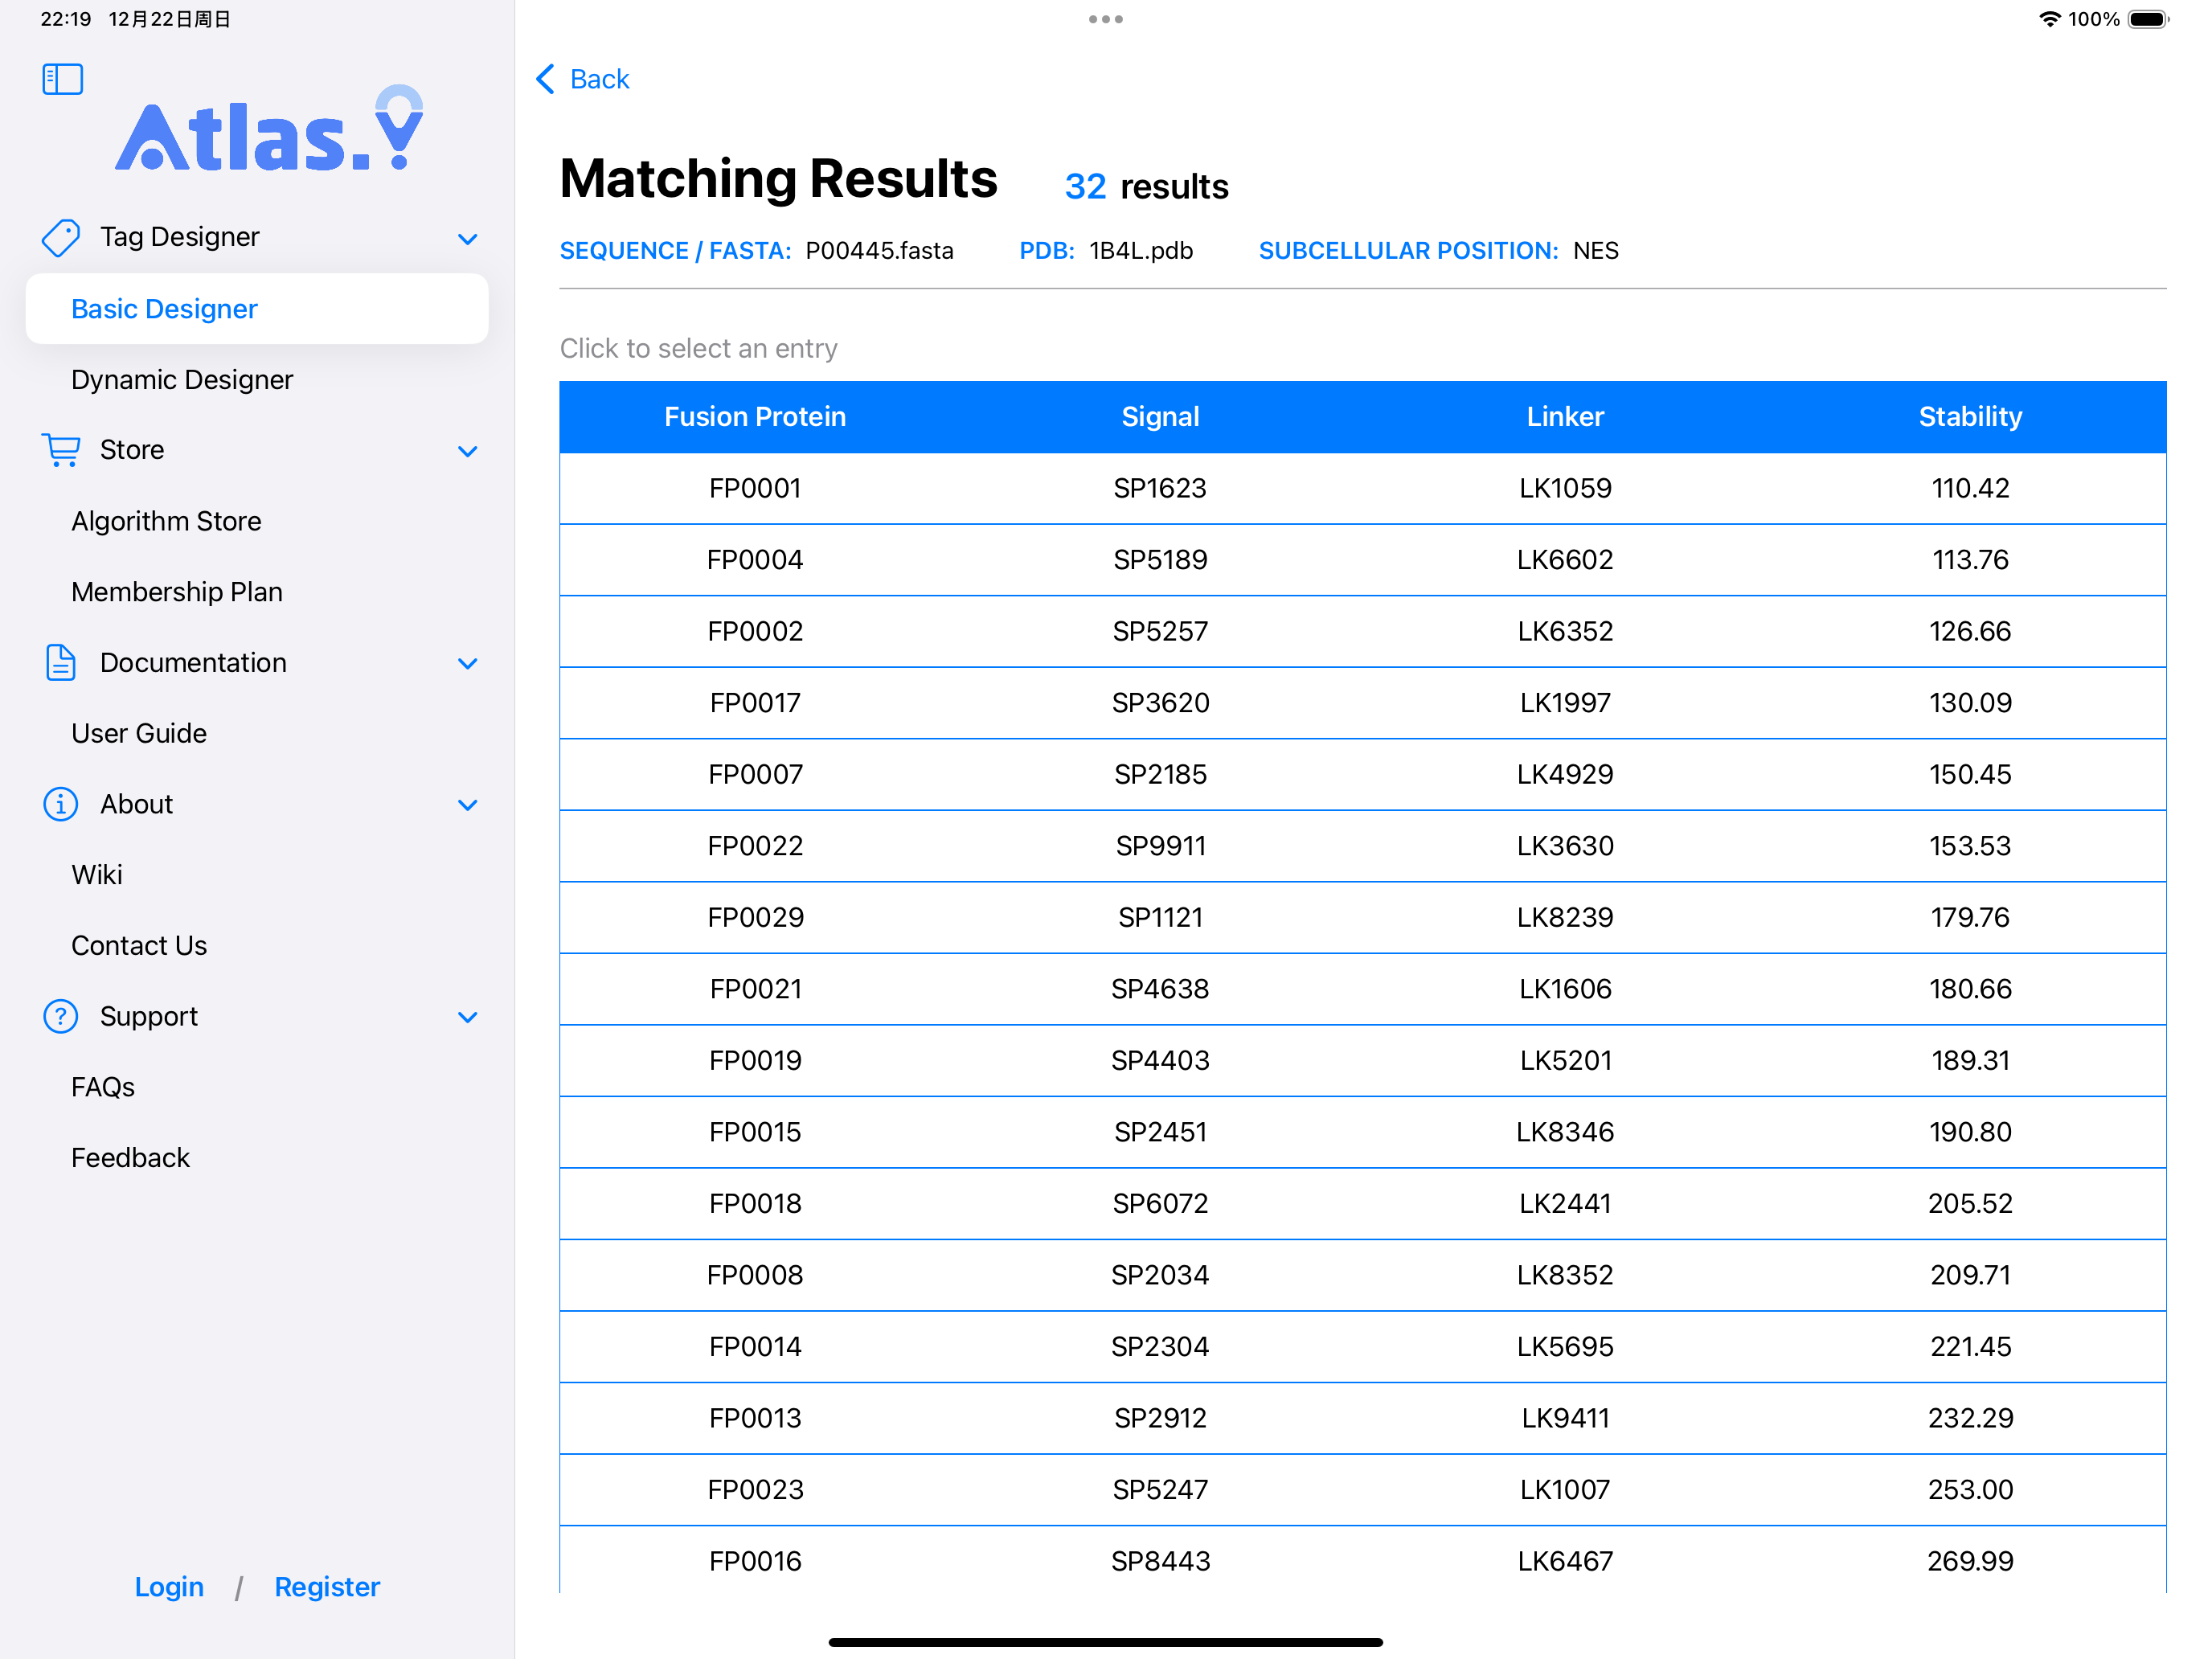 22:19 12月22日周日
100%
Atlas.
Tag Designer
Basic Designer
Dynamic Designer
Store
Algorithm Store
Membership Plan
Documentation
User Guide
About
Wiki
Contact Us
Support
FAQs
Feedback
Login / Register
Back
Matching Results 32 results
SEQUENCE / FASTA: P00445.fasta PDB: 1B4L.pdb SUBCELLULAR POSITION: NES
Click to select an entry
Fusion Protein Signal Linker Stability
FP0001 SP1623 LK1059 110.42
FP0004 SP5189 LK6602 113.76
FP0002 SP5257 LK6352 126.66
FP0017 SP3620 LK1997 130.09
FP0007 SP2185 LK4929 150.45
FP0022 SP9911 LK3630 153.53
FP0029 SP1121 LK8239 179.76
FP0021 SP4638 LK1606 180.66
FP0019 SP4403 LK5201 189.31
FP0015 SP2451 LK8346 190.80
FP0018 SP6072 LK2441 205.52
FP0008 SP2034 LK8352 209.71
FP0014 SP2304 LK5695 221.45
FP0013 SP2912 LK9411 232.29
FP0023 SP5247 LK1007 253.00
FP0016 SP8443 LK6467 269.99